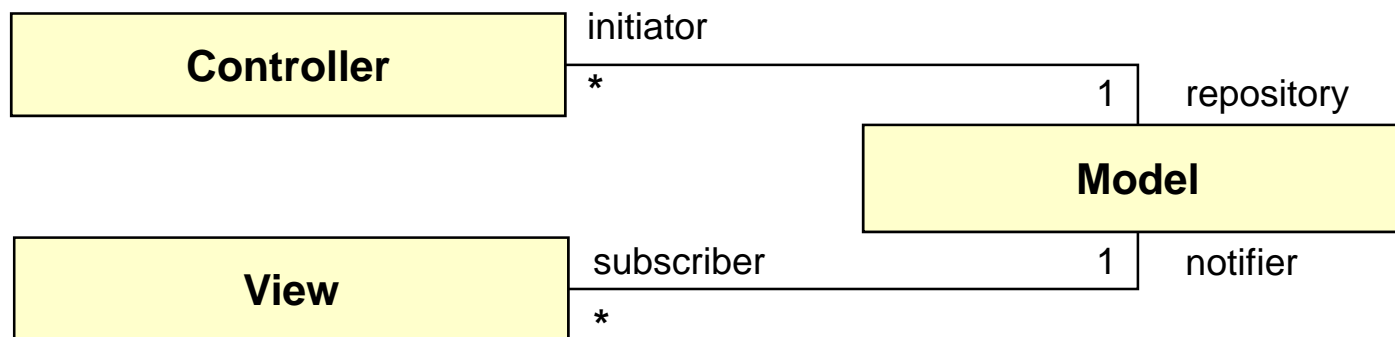 initiator
Controller
*
1 repository
Model
subscriber 1 notifier
View
*